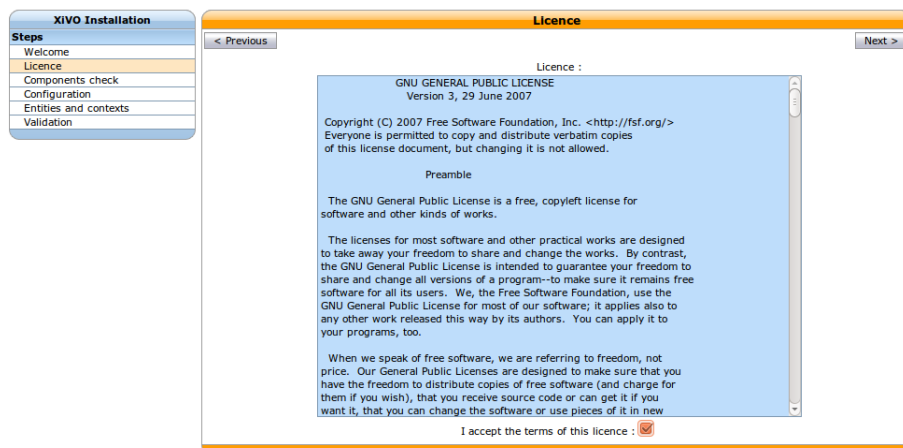 XiVO Installation
Steps
Welcome
Licence
Components check
Configuration
Entities and contexts
Validation
Licence
< Previous
Next >
Licence :
GNU GENERAL PUBLIC LICENSE
Version 3, 29 June 2007
Copyright (C) 2007 Free Software Foundation, Inc. <http://fsf.org/>
Everyone is permitted to copy and distribute verbatim copies
of this license document, but changing it is not allowed.
Preamble
The GNU General Public License is a free, copyleft license for
software and other kinds of works.
The licenses for most software and other practical works are designed
to take away your freedom to share and change the works.  By contrast,
the GNU General Public License is intended to guarantee your freedom to
share and change all versions of a program--to make sure it remains free
software for all its users.  We, the Free Software Foundation, use the
GNU General Public License for most of our software; it applies also to
any other work released this way by its authors.  You can apply it to
your programs, too.
When we speak of free software, we are referring to freedom, not
price.  Our General Public Licenses are designed to make sure that you
have the freedom to distribute copies of free software (and charge for
them if you wish), that you receive source code or can get it if you
want it, that you can change the software or use pieces of it in new
I accept the terms of this licence :